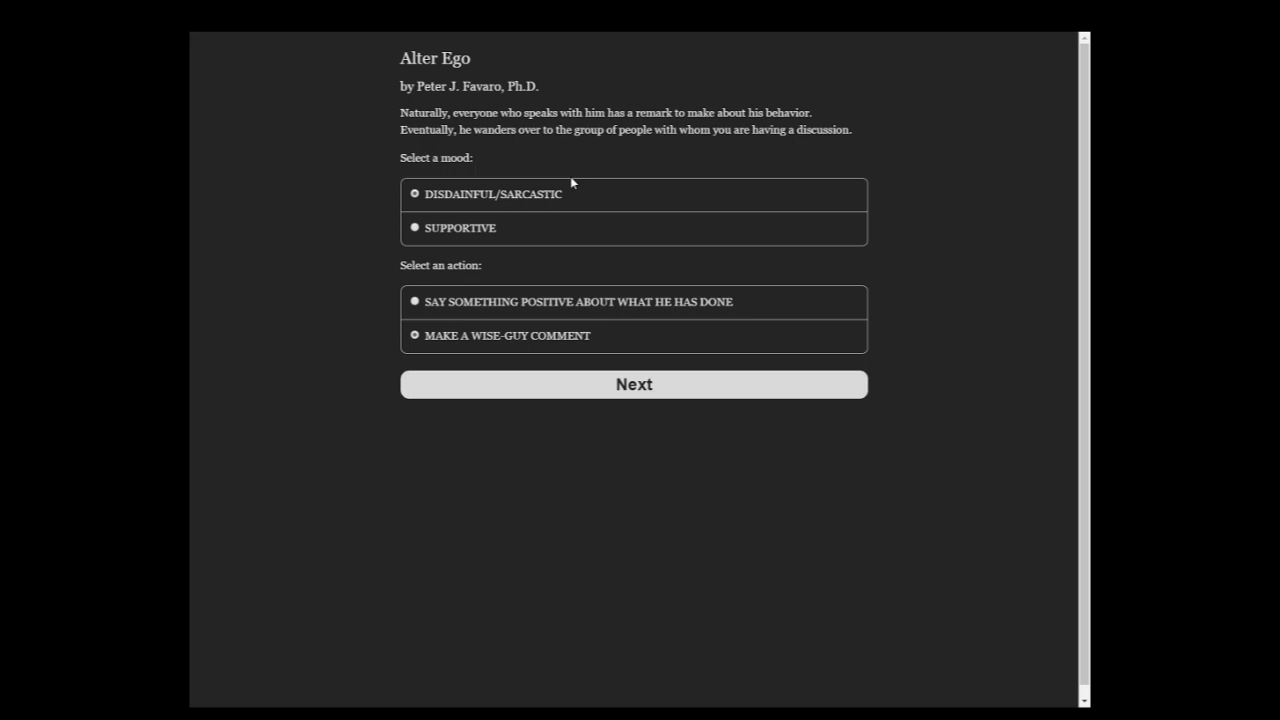 Alter Ego
by Peter J. Favaro, Ph.D.
Naturally, everyone who speaks with him has a remark to make about his behavior.
Eventually, he wanders over to the group of people with whom you are having a discussion.
Select a mood:
DISDAINFUL/SARCASTIC
SUPPORTIVE
Select an action:
SAY SOMETHING POSITIVE ABOUT WHAT HE HAS DONE
MAKE A WISE-GUY COMMENT
Next